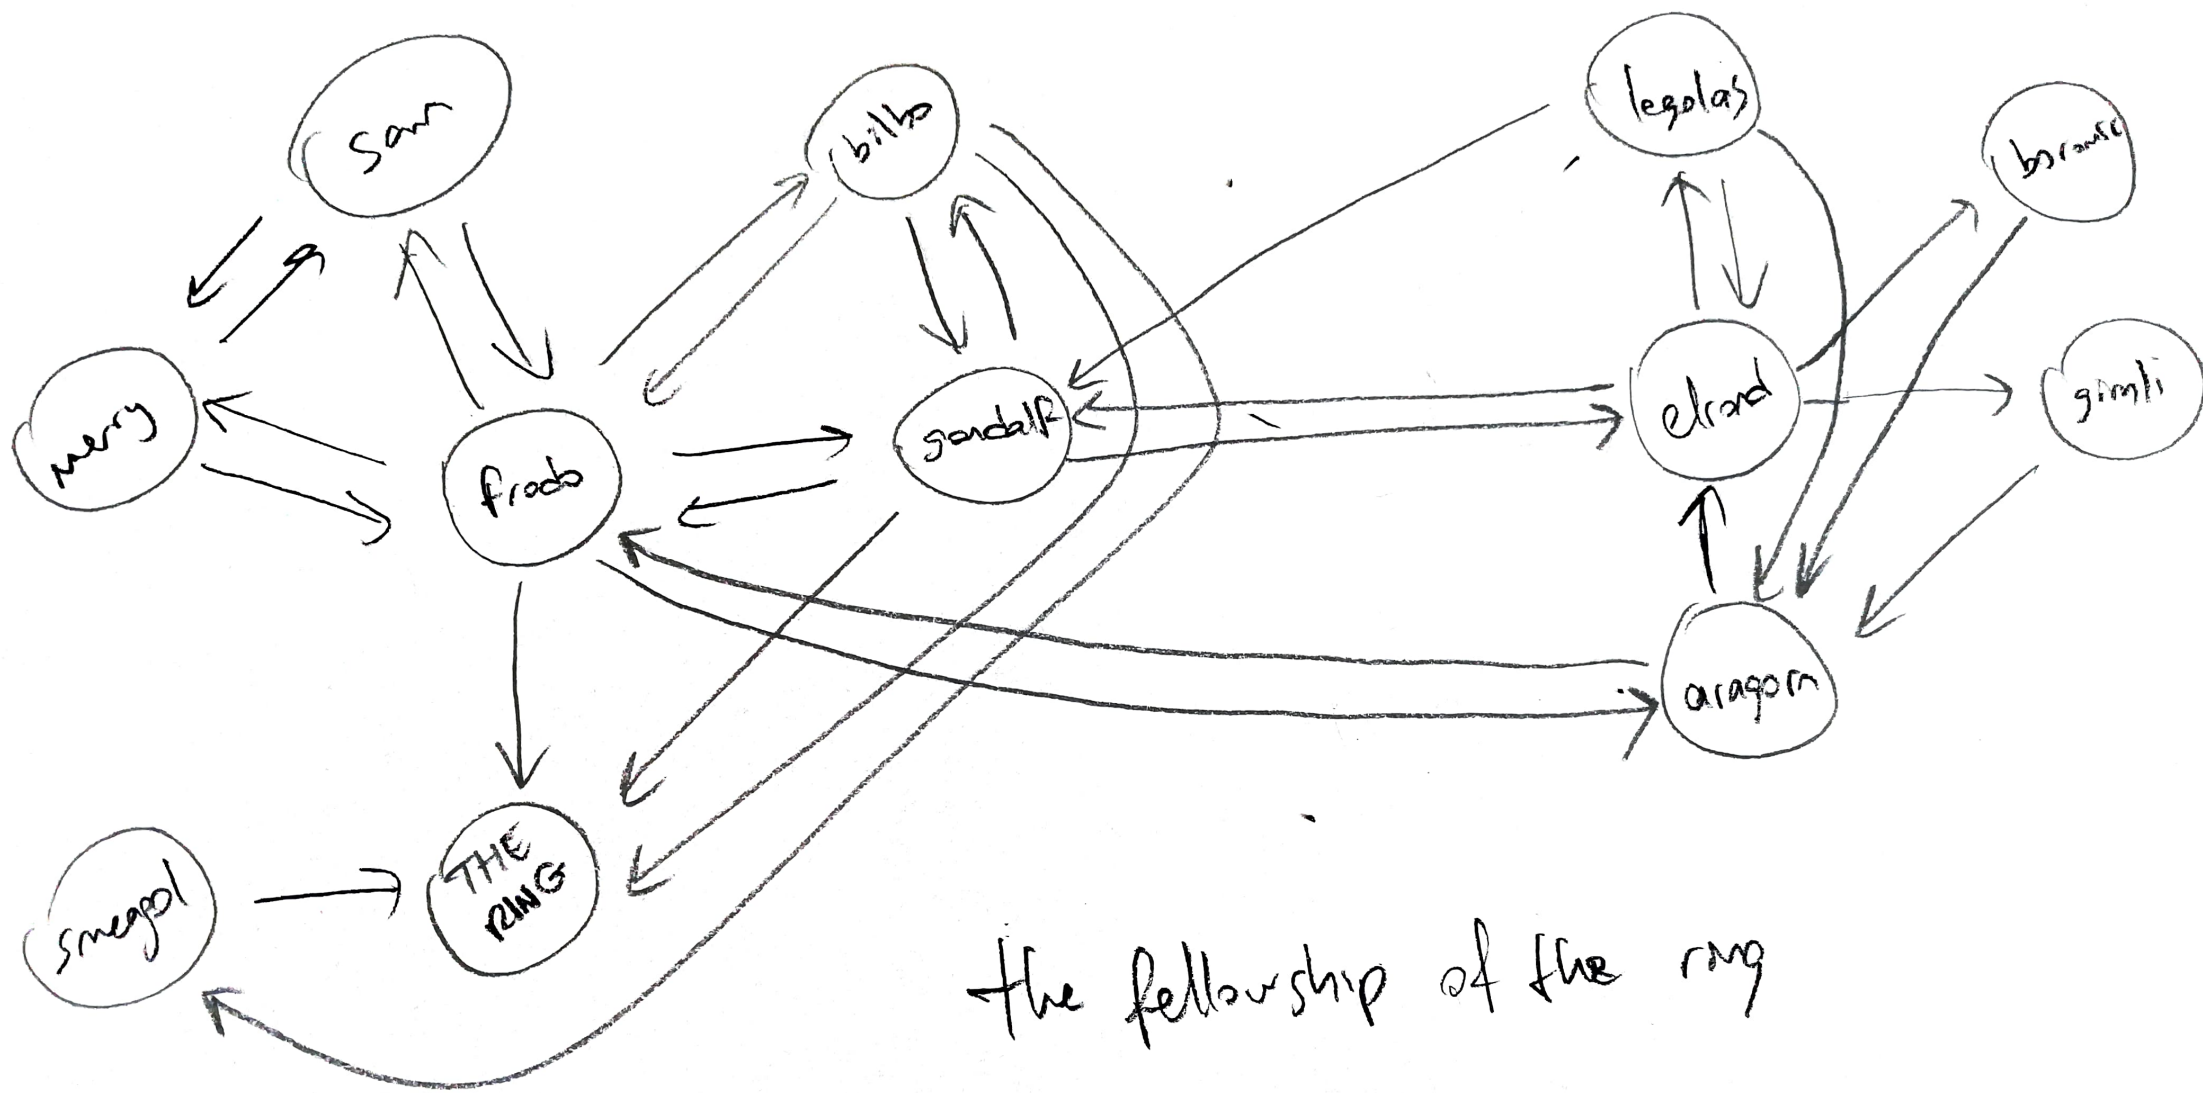 sam
bilbo
legolas
boromir
merry
frodo
gandalf
elrond
gimli
aragorn
smegol
THE
RING
the fellowship of the ring